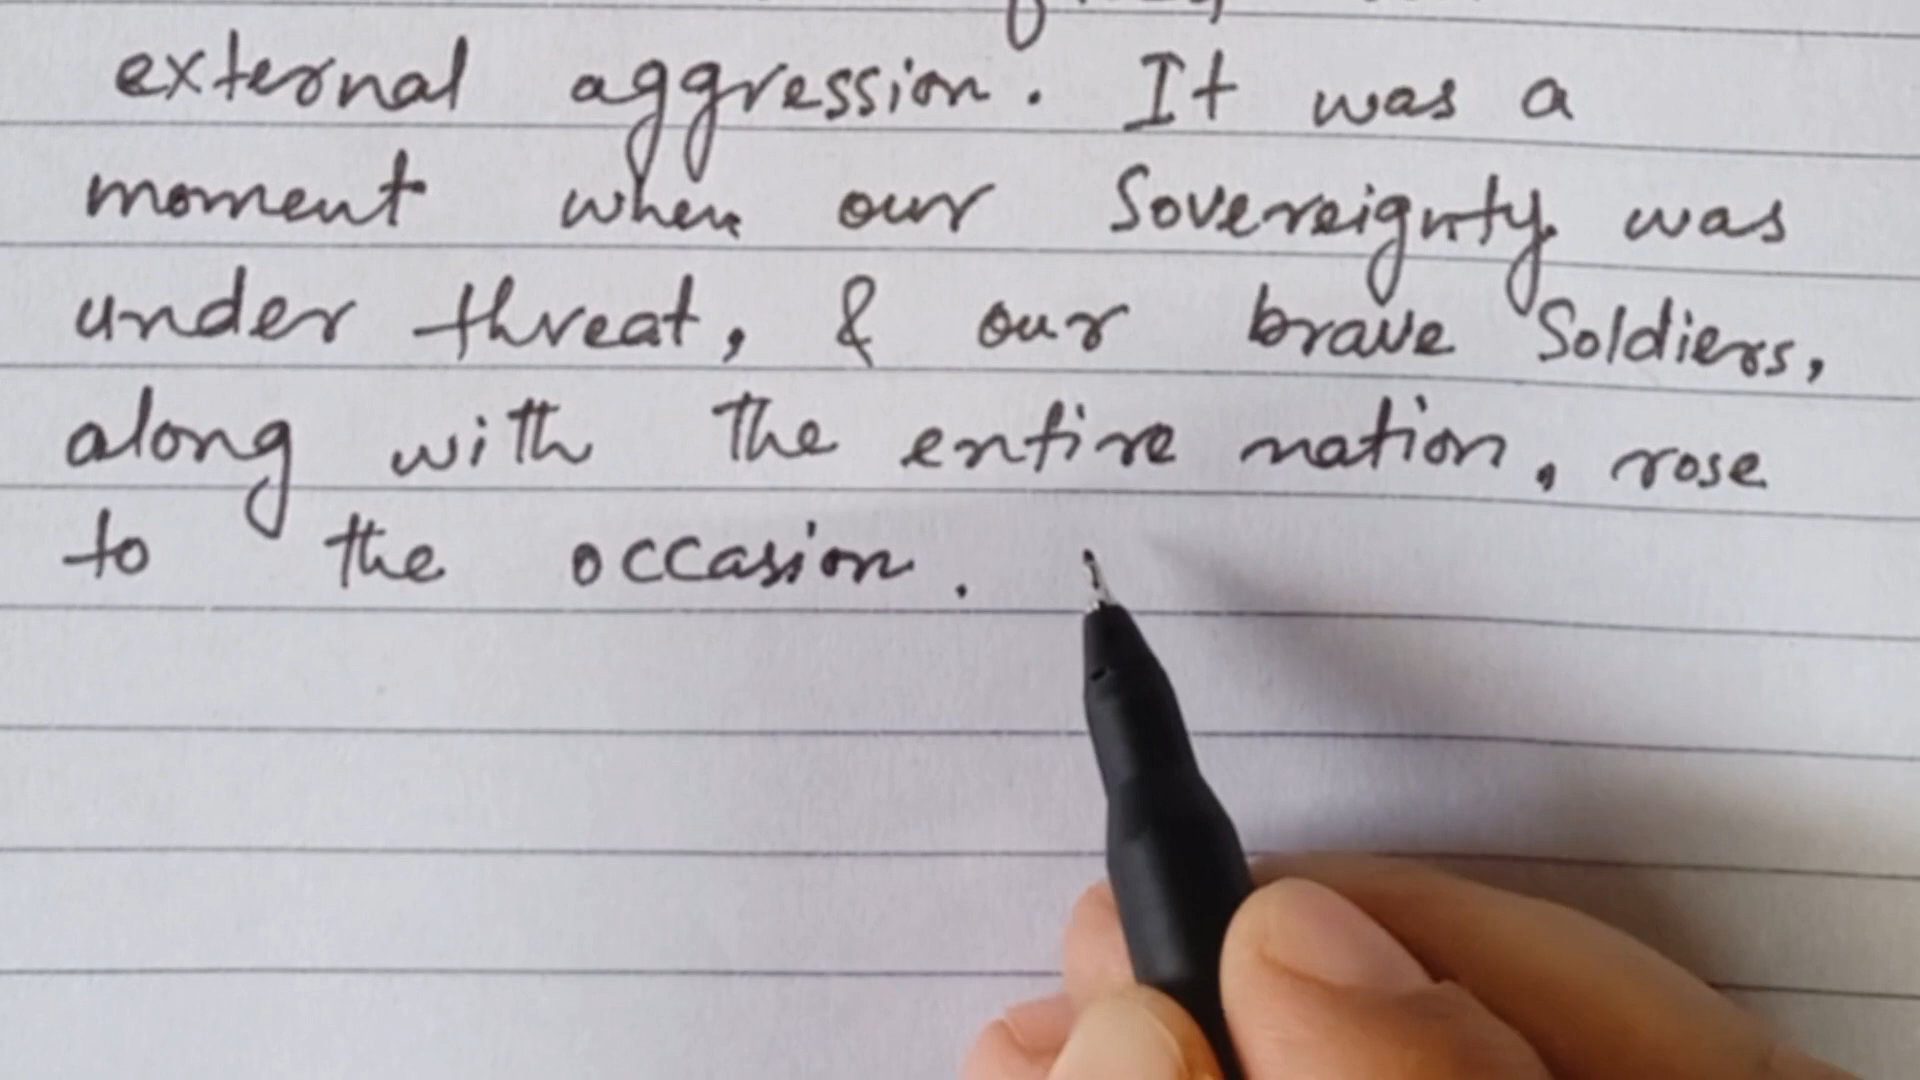 external aggression. It was a
moment when our Sovereignty was
under threat, & our brave Soldiers,
along with the entire nation, rose
to the occasion.